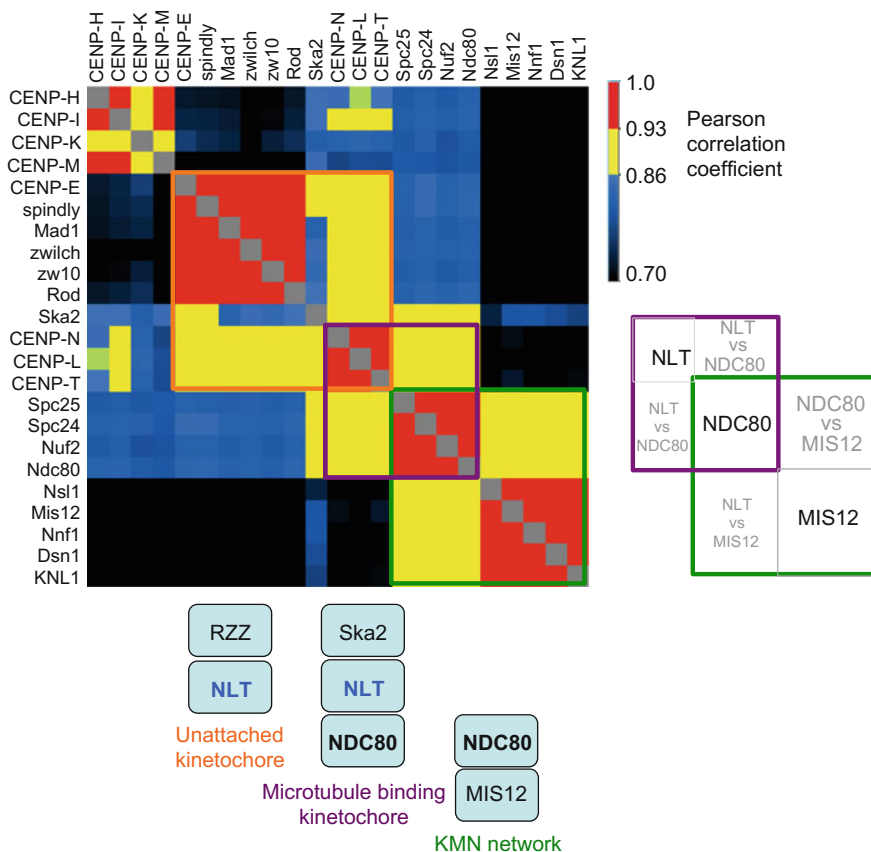 CENP-H
CENP-I
CENP-K
CENP-M
CENP-E
spindly
Mad1
zwilch
zw10
Rod
Ska2
CENP-N
CENP-L
CENP-T
Spc25
Spc24
Nuf2
Ndc80
Nsl1
Mis12
Nnf1
Dsn1
KNL1
CENP-H
CENP-I
CENP-K
CENP-M
CENP-E
spindly
Mad1
zwilch
zw10
Rod
Ska2
CENP-N
CENP-L
CENP-T
Spc25
Spc24
Nuf2
Ndc80
Nsl1
Mis12
Nnf1
Dsn1
KNL1
1.0
0.93
0.86
0.70
Pearson
correlation
coefficient
NLT
NLT
vs
NDC80
NLT
vs
NDC80
NDC80
NDC80
vs
MIS12
NLT
vs
MIS12
MIS12
RZZ
NLT
Unattached
kinetochore
Ska2
NLT
NDC80
Microtubule binding
kinetochore
NDC80
MIS12
KMN network